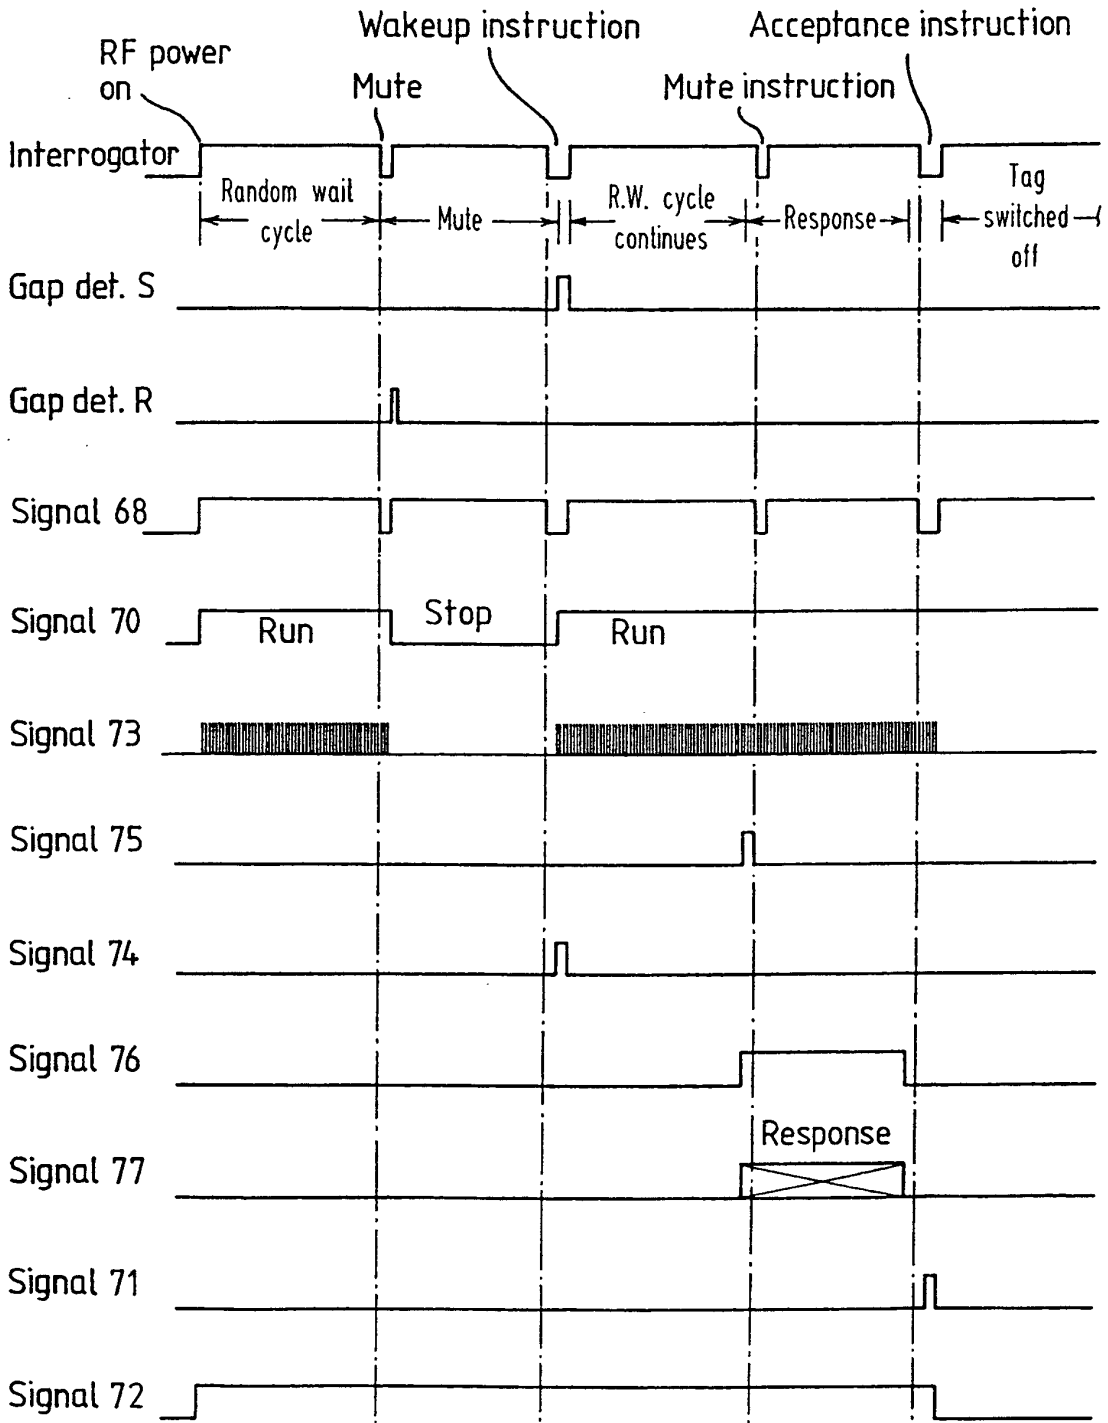 Wakeup instruction
Acceptance instruction
RF power
on
Mute
Mute instruction
Interrogator
Random wail
cycle
Mute
R.W. cycle
continues
Response
Tag
switched
off
Gap det. S
Gap det. R
Signal 68
Signal 70
Run
Stop
Run
Signal 73
Signal 75
Signal 74
Signal 76
Response
Signal 77
Signal 71
Signal 72